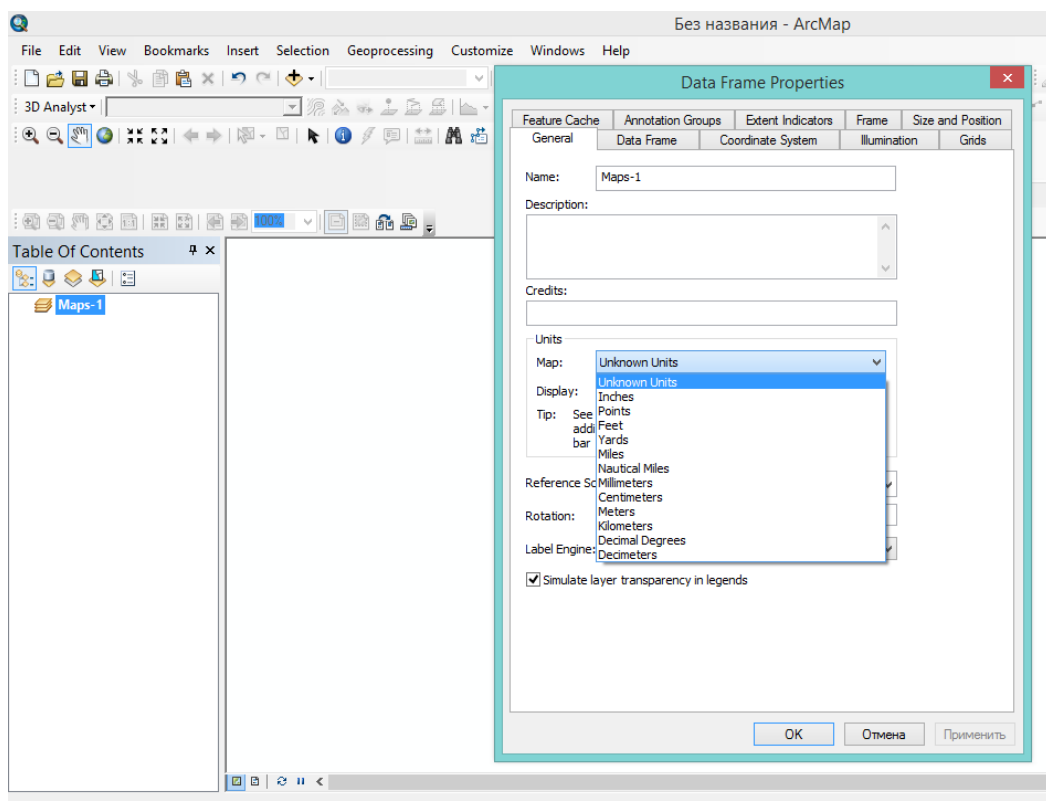 Без названия - ArcMap
File Edit View Bookmarks Insert Selection Geoprocessing Customize Windows Help
Data Frame Properties
3D Analyst
Feature Cache Annotation Groups Extent Indicators Frame Size and Position
General Data Frame Coordinate System Illumination Grids
Name: Maps-1
Description:
100%
Table Of Contents
Credits:
Maps-1
Units
Map: Unknown Units
Unknown Units
Display:
Inches
Tip: See
Points
addi
Feet
bar
Yards
Miles
Nautical Miles
Reference Sc
Millimeters
Centimeters
Rotation:
Meters
Kilometers
Decimal Degrees
Label Engine:
Decimeters
Simulate layer transparency in legends
OK Отмена Применить